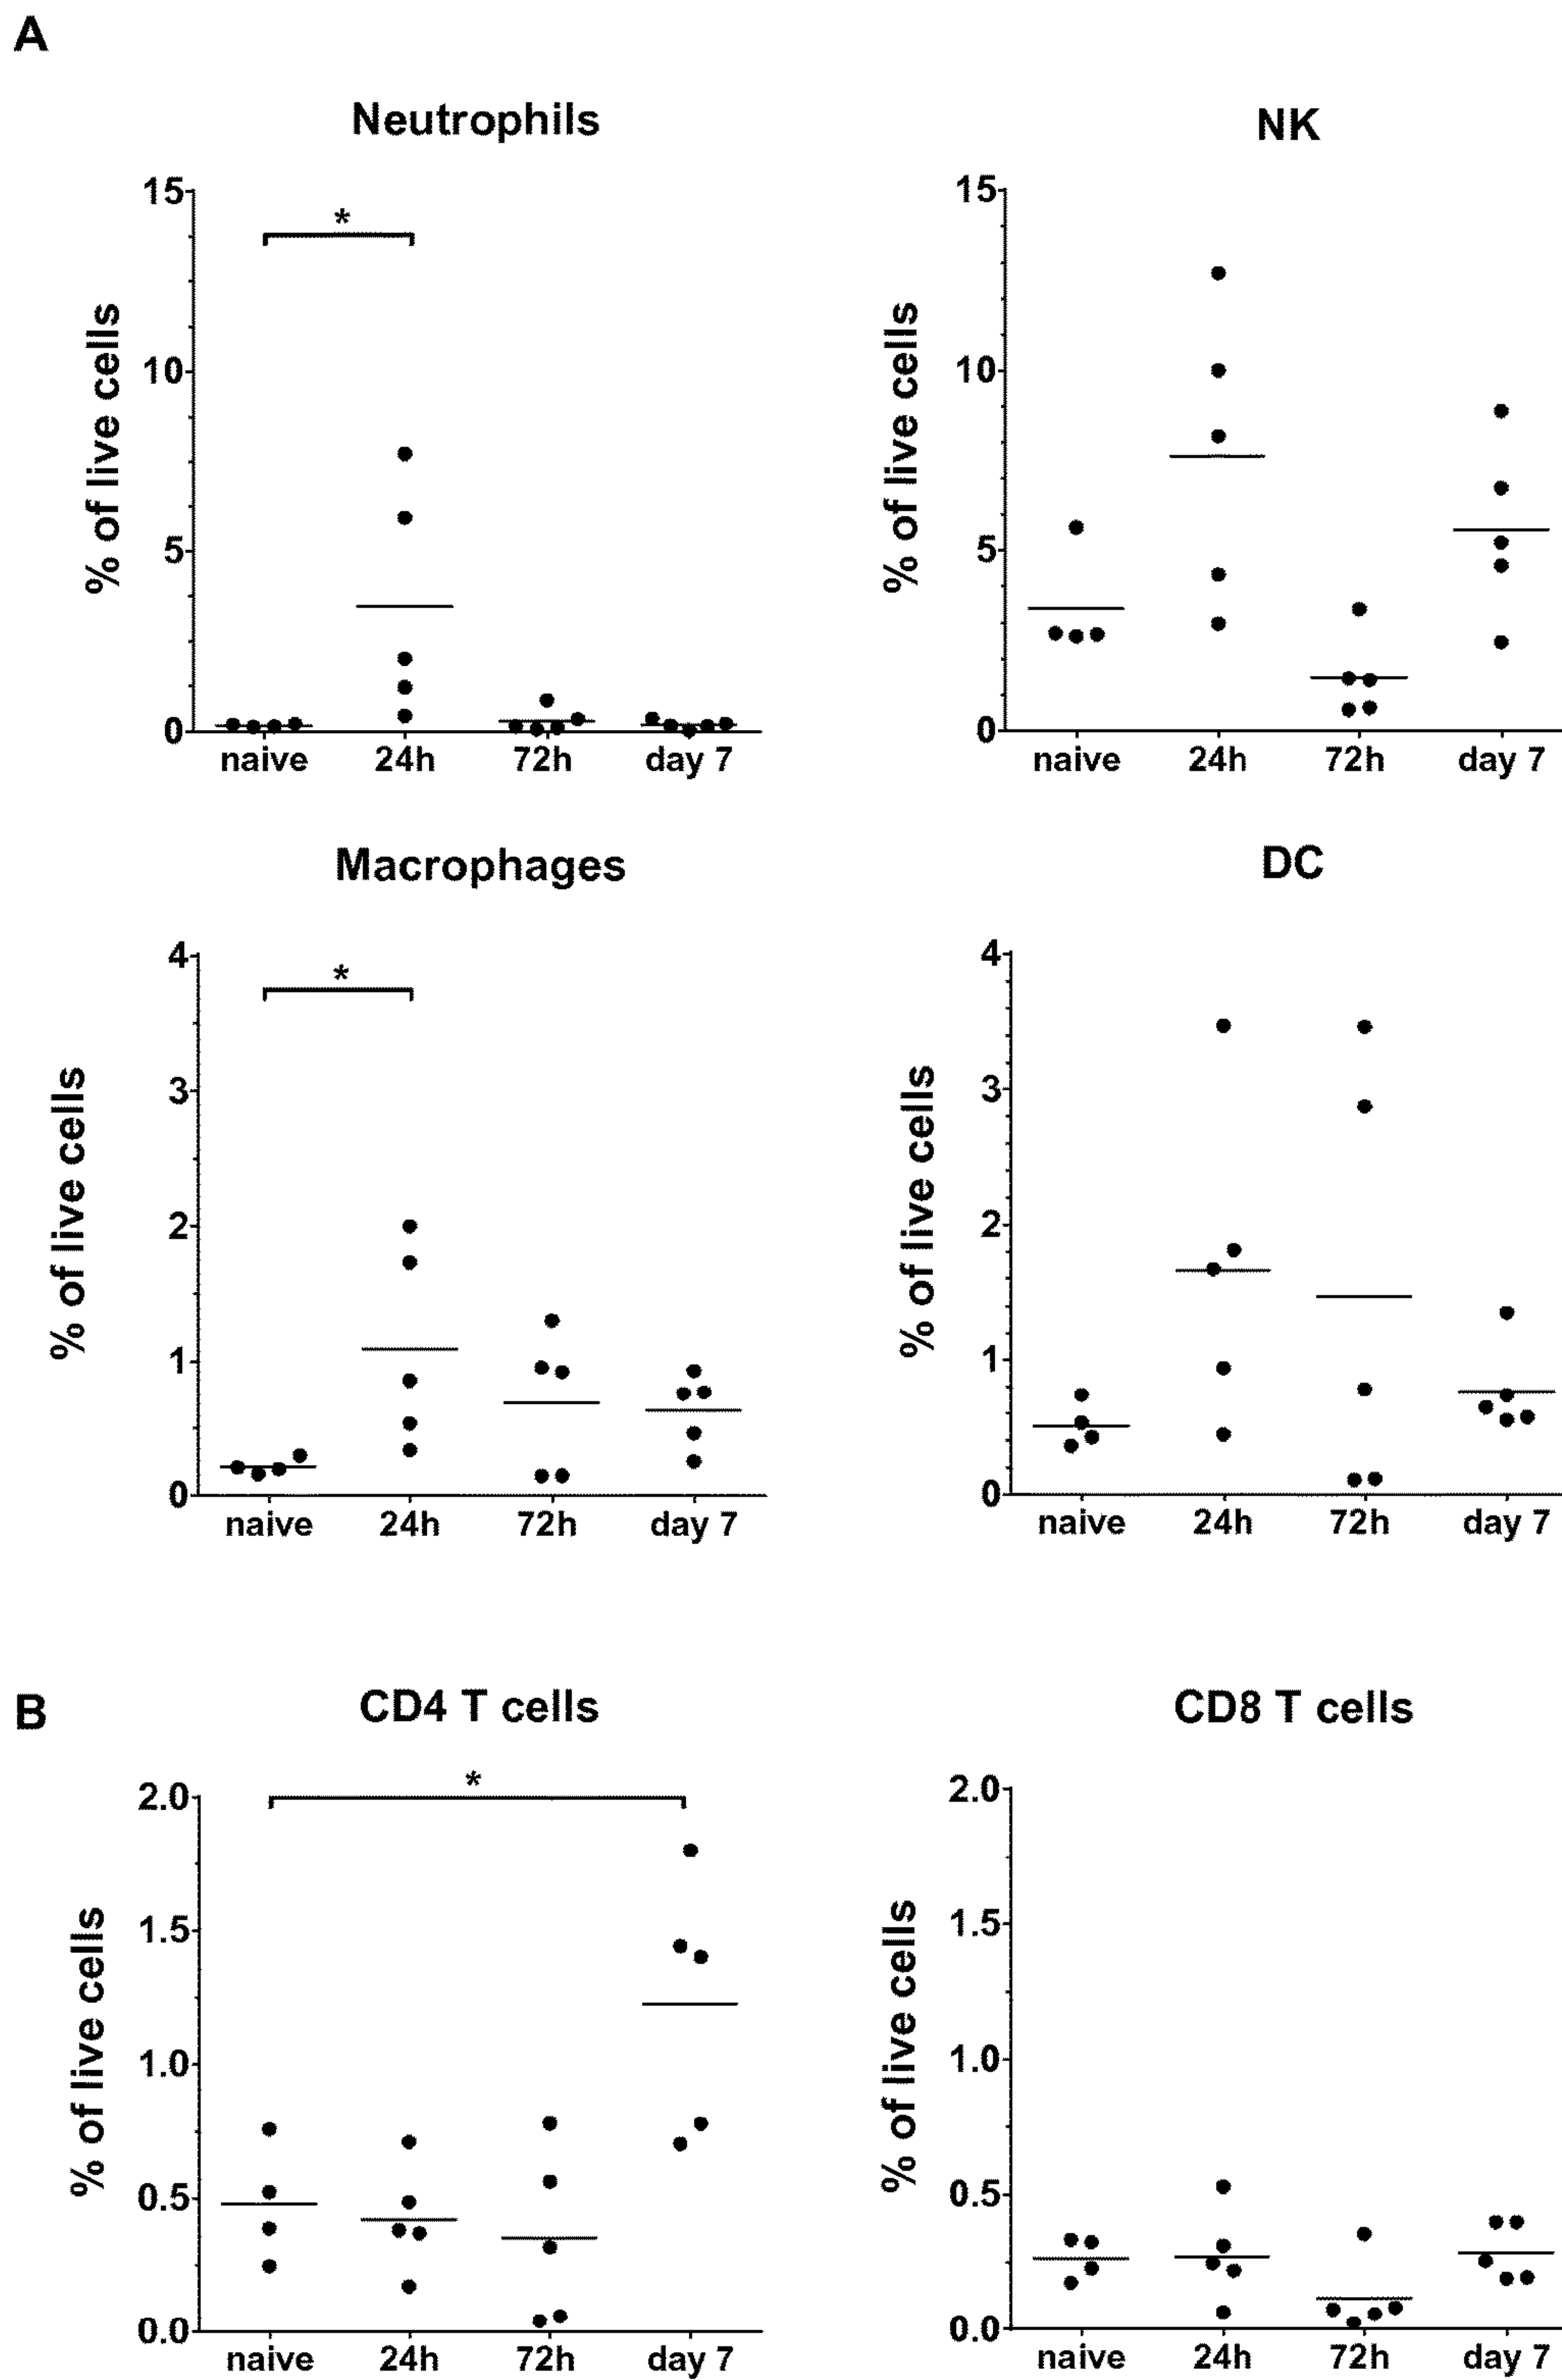 A
Neutrophils
NK
15
10
5
0
% of live cells
*
naive 24h 72h day 7
15
10
5
0
% of live cells
naive 24h 72h day 7
Macrophages
DC
4
3
2
1
0
% of live cells
*
naive 24h 72h day 7
4
3
2
1
0
% of live cells
naive 24h 72h day 7
B
CD4 T cells
CD8 T cells
2.0
1.5
1.0
0.5
0.0
% of live cells
*
naive 24h 72h day 7
2.0
1.5
1.0
0.5
0.0
% of live cells
naive 24h 72h day 7